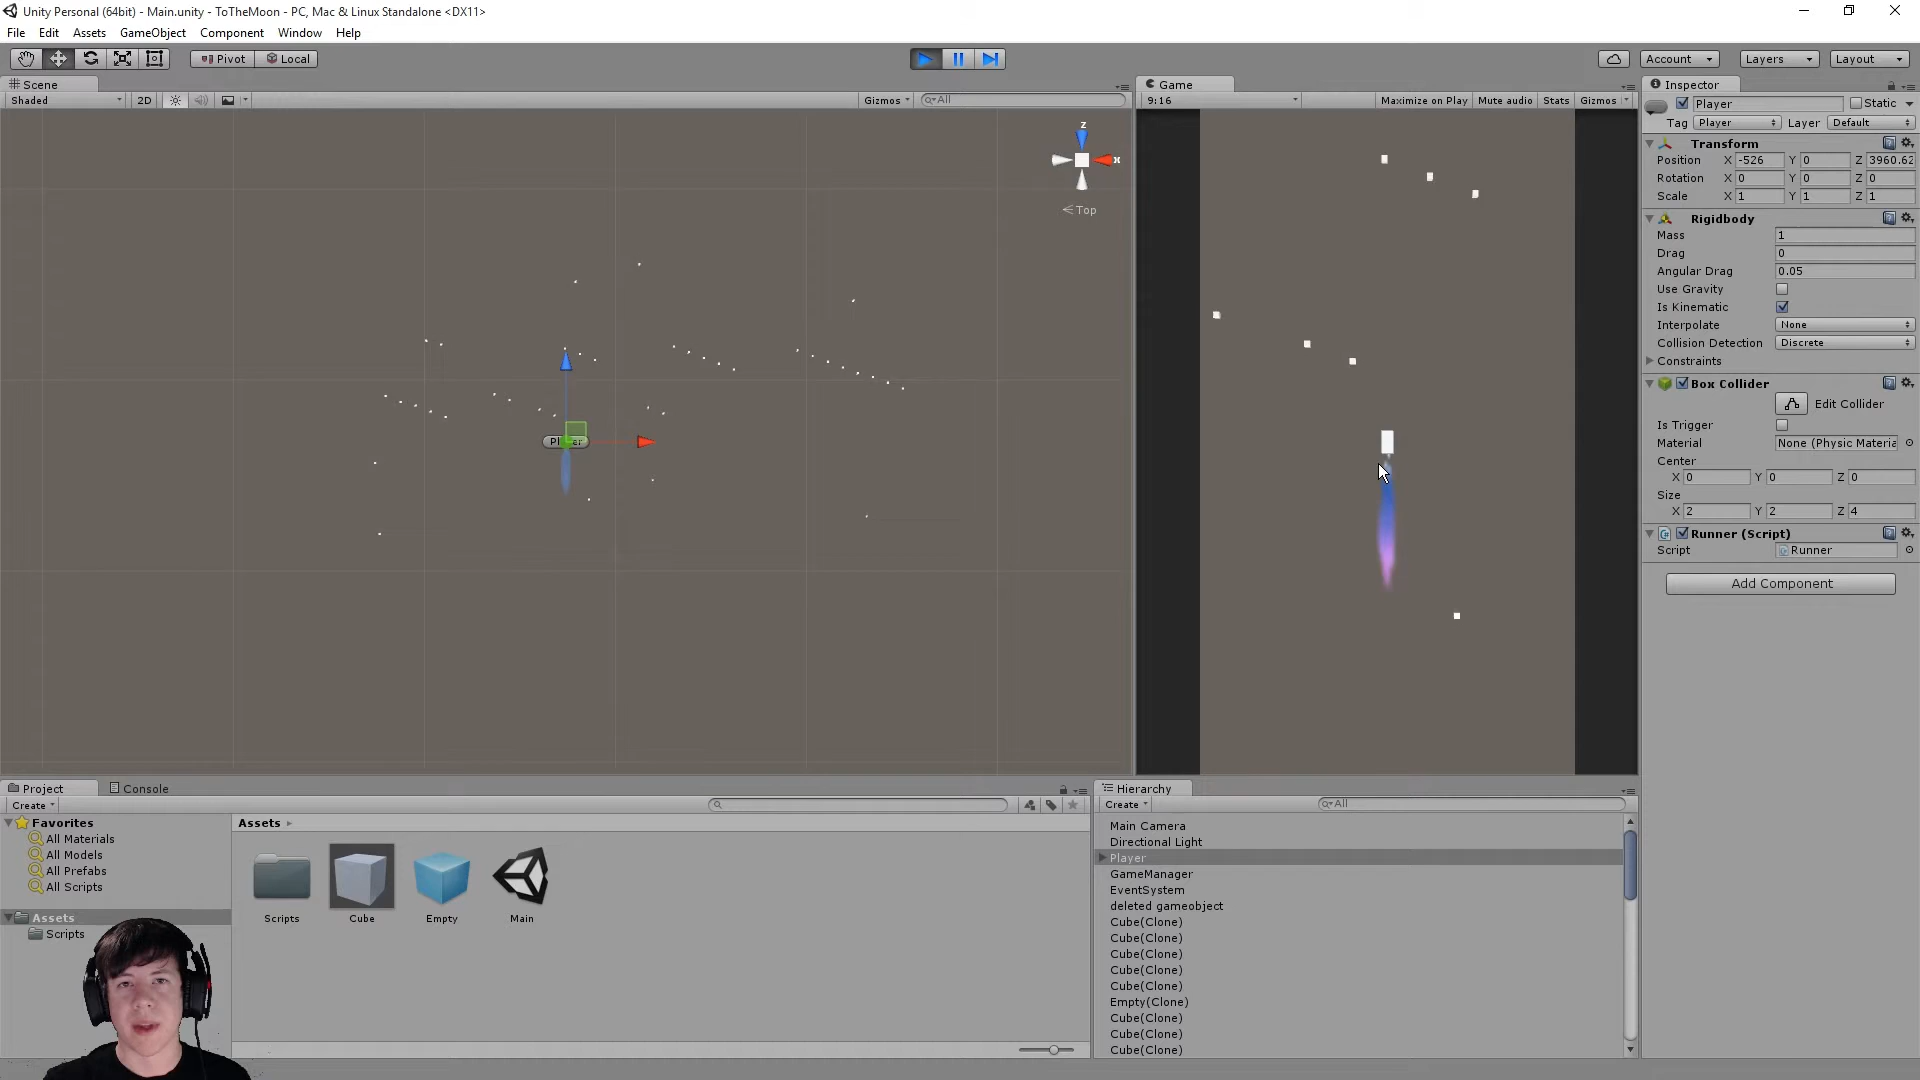 Unity Personal (64bit) - Main.unity - ToTheMoon - PC, Mac & Linux Standalone <DX11>
File Edit Assets GameObject Component Window Help
Pivot Local Account Layers Layout
Scene
Shaded 2D Gizmos All
z
x
Top
Player
Game
9:16 Maximize on Play Mute audio Stats Gizmos
Inspector
Player Static
Tag Player Layer Default
Transform
Position X -526 Y 0 Z 3960.62
Rotation X 0 Y 0 Z 0
Scale X 1 Y 1 Z 1
Rigidbody
Mass 1
Drag 0
Angular Drag 0.05
Use Gravity
Is Kinematic
Interpolate None
Collision Detection Discrete
Constraints
Box Collider
Edit Collider
Is Trigger
Material None (Physic Materia
Center
X 0 Y 0 Z 0
Size
X 2 Y 2 Z 4
Runner (Script)
Script Runner
Add Component
Project Console
Create
Favorites
All Materials
All Models
All Prefabs
All Scripts
Assets
Scripts
Assets
Scripts Cube Empty Main
Hierarchy
Create All
Main Camera
Directional Light
Player
GameManager
EventSystem
deleted gameobject
Cube(Clone)
Cube(Clone)
Cube(Clone)
Cube(Clone)
Cube(Clone)
Empty(Clone)
Cube(Clone)
Cube(Clone)
Cube(Clone)